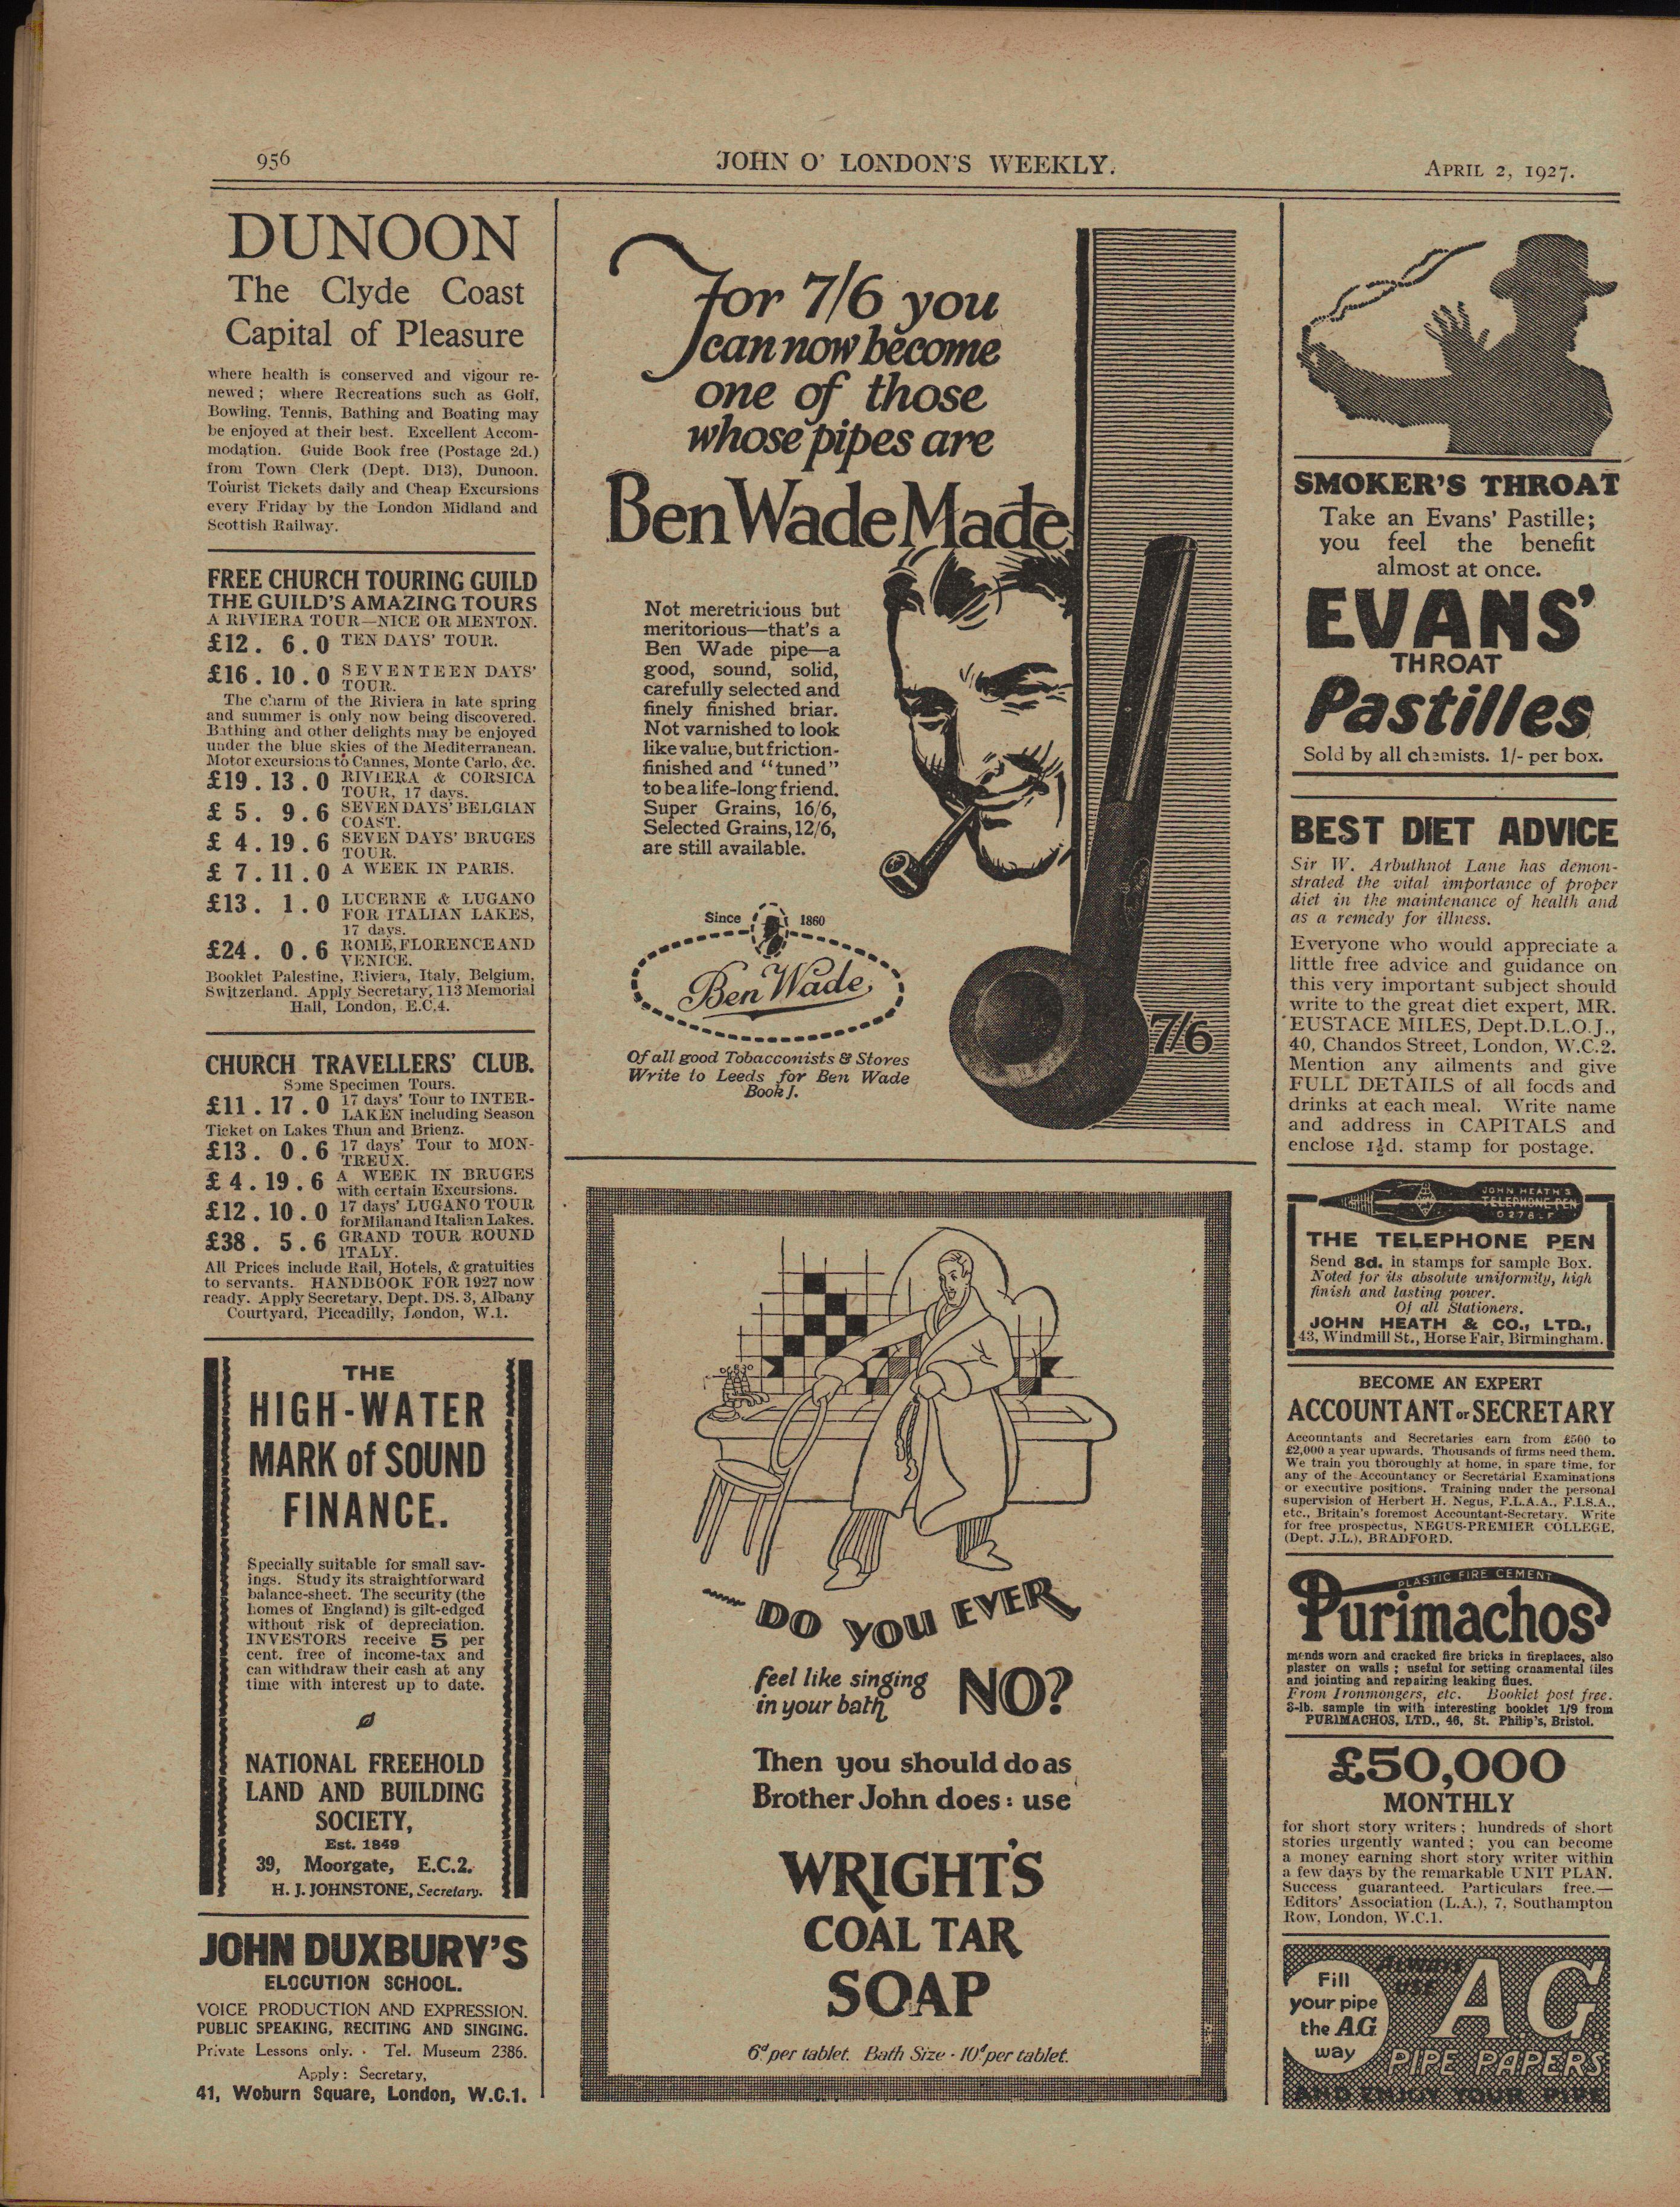 956
JOHN O' LONDON'S WEEKLY.
APRIL 2, 1927.
DUNOON
The Clyde Coast
Capital of Pleasure
where health is conserved and vigour re-
newed ; where Recreations such as Golf,
Bowling, Tennis, Bathing and Boating may
be enjoyed at their best. Excellent Accom-
modation. Guide Book free (Postage 2d.)
from Town Clerk (Dept. D13), Dunoon.
Tourist Tickets daily and Cheap Excursions
every Friday by the London Midland and
Scottish Railway.
FREE CHURCH TOURING GUILD
THE GUILD'S AMAZING TOURS
A RIVIERA TOUR—NICE OR MENTON.
£12. 6.0 TEN DAYS' TOUR.
£16.10.0 SEVENTEEN DAYS'
TOUR.
The charm of the Riviera in late spring
and summer is only now being discovered.
Bathing and other delights may be enjoyed
under the blue skies of the Mediterranean.
Motor excursions to Cannes, Monte Carlo, &c.
£19.13.0 RIVIERA & CORSICA
TOUR, 17 days.
£ 5. 9.6 SEVEN DAYS' BELGIAN
COAST.
£ 4.19.6 SEVEN DAYS' BRUGES
TOUR.
£ 7.11.0 A WEEK IN PARIS.
£13. 1.0 LUCERNE & LUGANO
FOR ITALIAN LAKES,
17 days.
£24. 0.6 ROME, FLORENCE AND
VENICE.
Booklet Palestine, Riviera, Italy, Belgium,
Switzerland. Apply Secretary, 113 Memorial
Hall, London, E.C.4.
CHURCH TRAVELLERS' CLUB.
Some Specimen Tours.
£11.17.0 17 days' Tour to INTER-
LAKEN including Season
Ticket on Lakes Thun and Brienz.
£13. 0.6 17 days' Tour to MON-
TREUX.
£ 4.19.6 A WEEK IN BRUGES
with certain Excursions.
£12.10.0 17 days' LUGANO TOUR
for Milan and Italian Lakes.
£38. 5.6 GRAND TOUR ROUND
ITALY.
All Prices include Rail, Hotels, & gratuities
to servants. HANDBOOK FOR 1927 now
ready. Apply Secretary, Dept. DS. 3, Albany
Courtyard, Piccadilly, London, W.1.
THE
HIGH-WATER
MARK of SOUND
FINANCE.
Specially suitable for small sav-
ings. Study its straightforward
balance-sheet. The security (the
homes of England) is gilt-edged
without risk of depreciation.
INVESTORS receive 5 per
cent. free of income-tax and
can withdraw their cash at any
time with interest up to date.
NATIONAL FREEHOLD
LAND AND BUILDING
SOCIETY,
Est. 1849
39, Moorgate, E.C.2.
H. J. JOHNSTONE, Secretary.
JOHN DUXBURY'S
ELOCUTION SCHOOL.
VOICE PRODUCTION AND EXPRESSION.
PUBLIC SPEAKING, RECITING AND SINGING.
Private Lessons only. · Tel. Museum 2386.
Apply: Secretary,
41, Woburn Square, London, W.C.1.
For 7/6 you
can now become
one of those
whose pipes are
Ben Wade Made
Not meretricious but
meritorious—that's a
Ben Wade pipe—a
good, sound, solid,
carefully selected and
finely finished briar.
Not varnished to look
like value, but friction-
finished and "tuned"
to be a life-long friend.
Super Grains, 16/6,
Selected Grains, 12/6,
are still available.
Since 1860
Ben Wade
7/6
Of all good Tobacconists & Stores
Write to Leeds for Ben Wade
Book J.
DO YOU EVER
feel like singing
in your bath NO?
Then you should do as
Brother John does: use
WRIGHT'S
COAL TAR
SOAP
6d per tablet. Bath Size - 10d per tablet.
SMOKER'S THROAT
Take an Evans' Pastille;
you feel the benefit
almost at once.
EVANS'
THROAT
Pastilles
Sold by all chemists. 1/- per box.
BEST DIET ADVICE
Sir W. Arbuthnot Lane has demon-
strated the vital importance of proper
diet in the maintenance of health and
as a remedy for illness.
Everyone who would appreciate a
little free advice and guidance on
this very important subject should
write to the great diet expert, MR.
EUSTACE MILES, Dept.D.L.O.J.,
40, Chandos Street, London, W.C.2.
Mention any ailments and give
FULL DETAILS of all foods and
drinks at each meal. Write name
and address in CAPITALS and
enclose 1½d. stamp for postage.
JOHN HEATH'S
TELEPHONE PEN
0278-F
THE TELEPHONE PEN
Send 8d. in stamps for sample Box.
Noted for its absolute uniformity, high
finish and lasting power.
Of all Stationers.
JOHN HEATH & CO., LTD.,
43, Windmill St., Horse Fair, Birmingham.
BECOME AN EXPERT
ACCOUNTANT or SECRETARY
Accountants and Secretaries earn from £500 to
£2,000 a year upwards. Thousands of firms need them.
We train you thoroughly at home, in spare time, for
any of the Accountancy or Secretarial Examinations
or executive positions. Training under the personal
supervision of Herbert H. Negus, F.L.A.A., F.I.S.A.,
etc., Britain's foremost Accountant-Secretary. Write
for free prospectus, NEGUS-PREMIER COLLEGE,
(Dept. J.L.), BRADFORD.
PLASTIC FIRE CEMENT
Purimachos
mends worn and cracked fire bricks in fireplaces, also
plaster on walls ; useful for setting ornamental tiles
and jointing and repairing leaking flues.
From Ironmongers, etc. Booklet post free.
3-lb. sample tin with interesting booklet 1/9 from
PURIMACHOS, LTD., 46, St. Philip's, Bristol.
£50,000
MONTHLY
for short story writers ; hundreds of short
stories urgently wanted ; you can become
a money earning short story writer within
a few days by the remarkable UNIT PLAN.
Success guaranteed. Particulars free.—
Editors' Association (L.A.), 7, Southampton
Row, London, W.C.1.
Fill
your pipe
the A.G.
way
ALWAYS
USE
A.G.
PIPE PAPERS
AND ENJOY YOUR PIPE